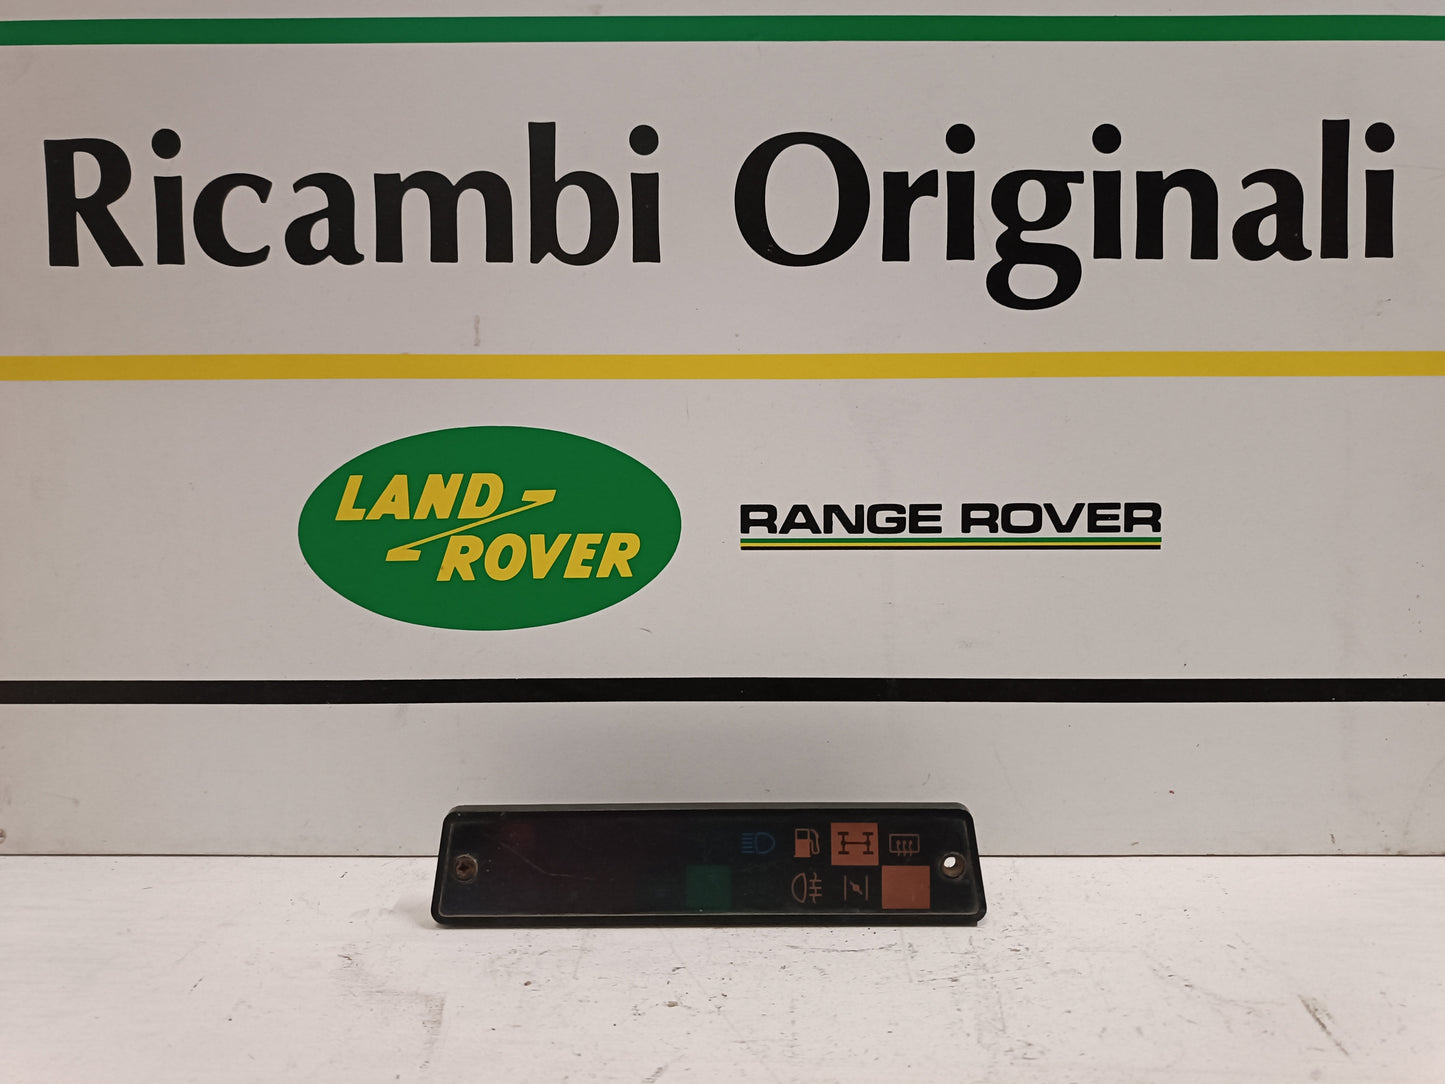 Ricambi Originali
LAND
ROVER
RANGE ROVER